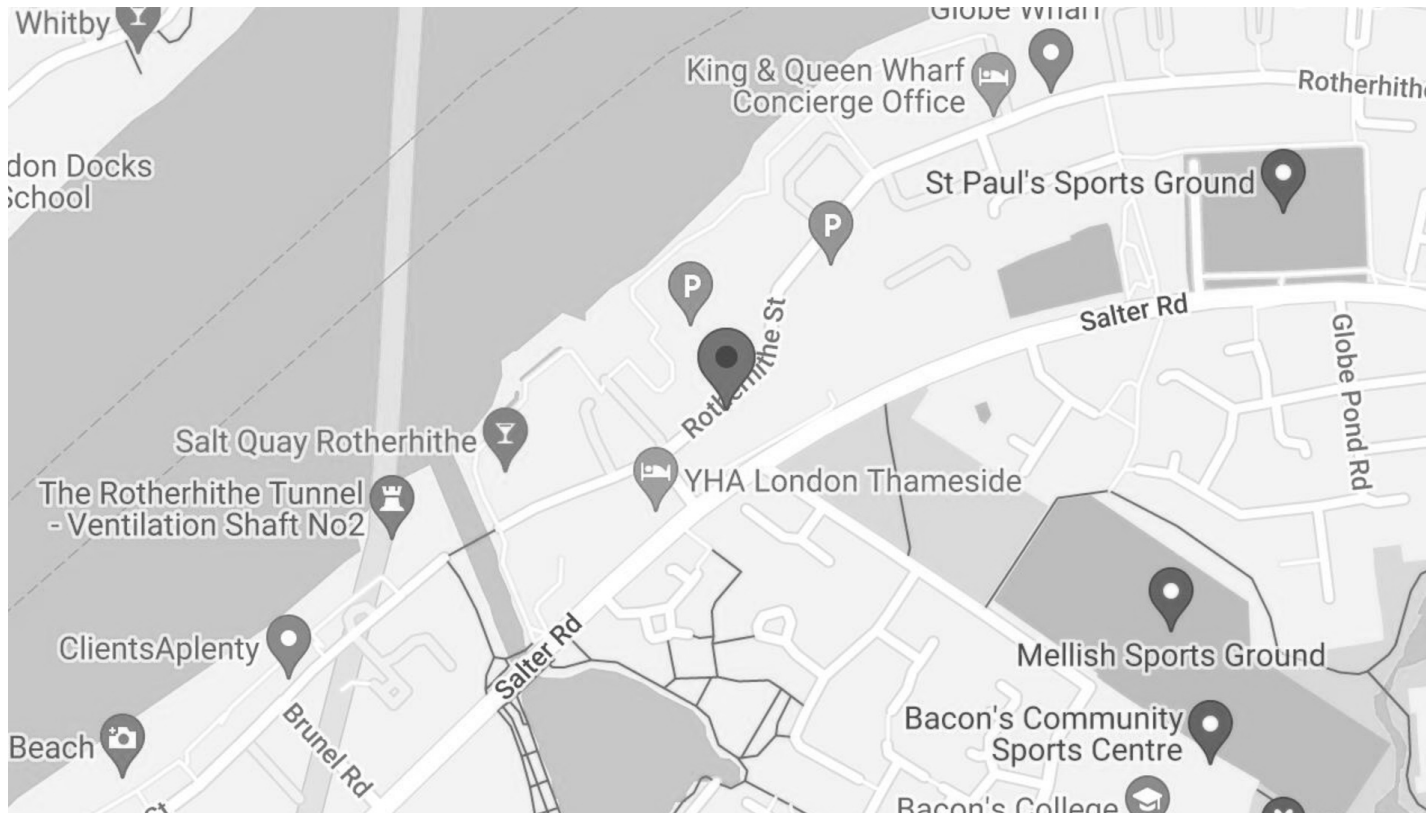 Whitby
Globe Wharf
King & Queen Wharf
Concierge Office
Rotherhithe
don Docks
School
St Paul's Sports Ground
P
P
Salter Rd
Rotherhithe St
Globe Pond Rd
Salt Quay Rotherhithe
YHA London Thameside
The Rotherhithe Tunnel
- Ventilation Shaft No2
ClientsAplenty
Salter Rd
Mellish Sports Ground
Brunel Rd
Bacon's Community
Sports Centre
Beach
St
Bacon's College